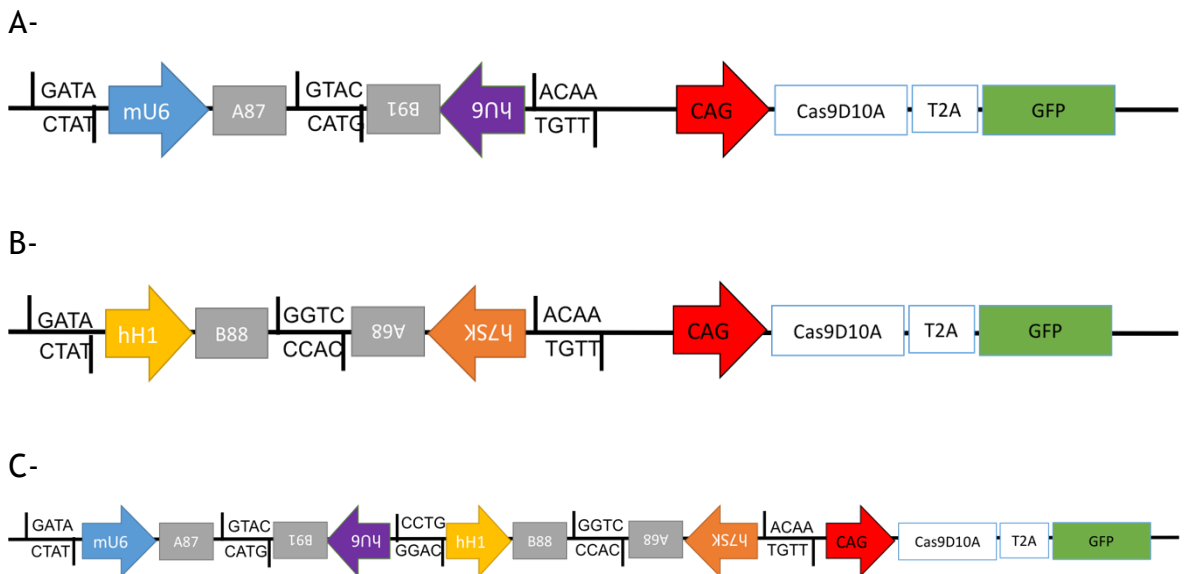 A-
GATA GTAC ACAA
mU6 A87 B91 hU6 CAG Cas9D10A T2A GFP
CTAT CATG TGTT
B-
GATA GGTC ACAA
hH1 B88 A68 h7SK CAG Cas9D10A T2A GFP
CTAT CCAC TGTT
C-
GATA GTAC CCTG GGTC ACAA
mU6 A87 B91 hU6 hH1 B88 A68 h7SK CAG Cas9D10A T2A GFP
CTAT CATG GGAC CCAC TGTT